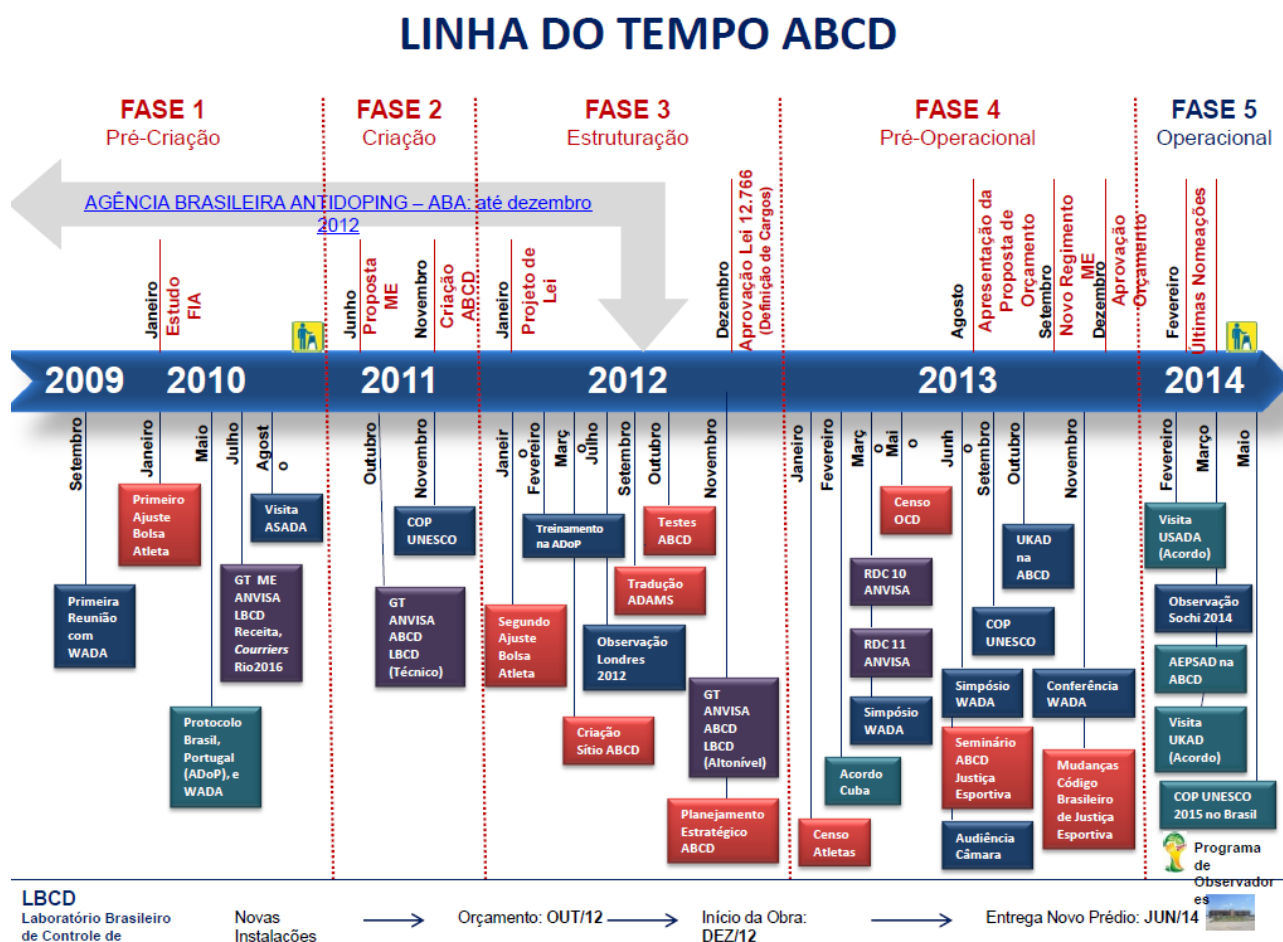 LINHA DO TEMPO ABCD
FASE 1
Pré-Criação
FASE 2
Criação
FASE 3
Estruturação
FASE 4
Pré-Operacional
FASE 5
Operacional
AGÊNCIA BRASILEIRA ANTIDOPING – ABA: até dezembro
2012
Janeiro
Estudo
FIA
Junho
Proposta
ME
Novembro
Criação
ABCD
Janeiro
Projeto de
Lei
Dezembro
Aprovação Lei 12.766
(Definição de Cargos)
Agosto
Apresentação da
Proposta de
Orçamento
Setembro
Novo Regimento
ME
Dezembro
Aprovação
Orçamento
Fevereiro
Últimas Nomeações
2009
2010
2011
2012
2013
2014
Setembro
Janeiro
Maio
Julho
Agost
o
Outubro
Novembro
Janeir
o
Fevereiro
Març
o
Julho
Setembro
Outubro
Novembro
Janeiro
Fevereiro
Març
o
Mai
o
Junh
o
Setembro
Outubro
Novembro
Fevereiro
Março
Maio
Primeiro
Ajuste
Bolsa
Atleta
Visita
ASADA
Primeira
Reunião
com
WADA
GT ME
ANVISA
LBCD
Receita,
Courriers
Rio2016
Protocolo
Brasil,
Portugal
(ADoP), e
WADA
COP
UNESCO
GT
ANVISA
ABCD
LBCD
(Técnico)
Treinamento
na ADoP
Testes
ABCD
Tradução
ADAMS
Segundo
Ajuste
Bolsa
Atleta
Observação
Londres
2012
Criação
Sítio ABCD
GT
ANVISA
ABCD
LBCD
(Altonível)
Planejamento
Estratégico
ABCD
Censo
OCD
RDC 10
ANVISA
RDC 11
ANVISA
Simpósio
WADA
Acordo
Cuba
Censo
Atletas
UKAD
na
ABCD
COP
UNESCO
Simpósio
WADA
Conferência
WADA
Seminário
ABCD
Justiça
Esportiva
Mudanças
Código
Brasileiro
de Justiça
Esportiva
Audiência
Câmara
Visita
USADA
(Acordo)
Observação
Sochi 2014
AEPSAD na
ABCD
Visita
UKAD
(Acordo)
COP UNESCO
2015 no Brasil
Programa
de
Observador
es
LBCD
Laboratório Brasileiro
de Controle de
Novas
Instalações
Orçamento: OUT/12
Início da Obra:
DEZ/12
Entrega Novo Prédio: JUN/14